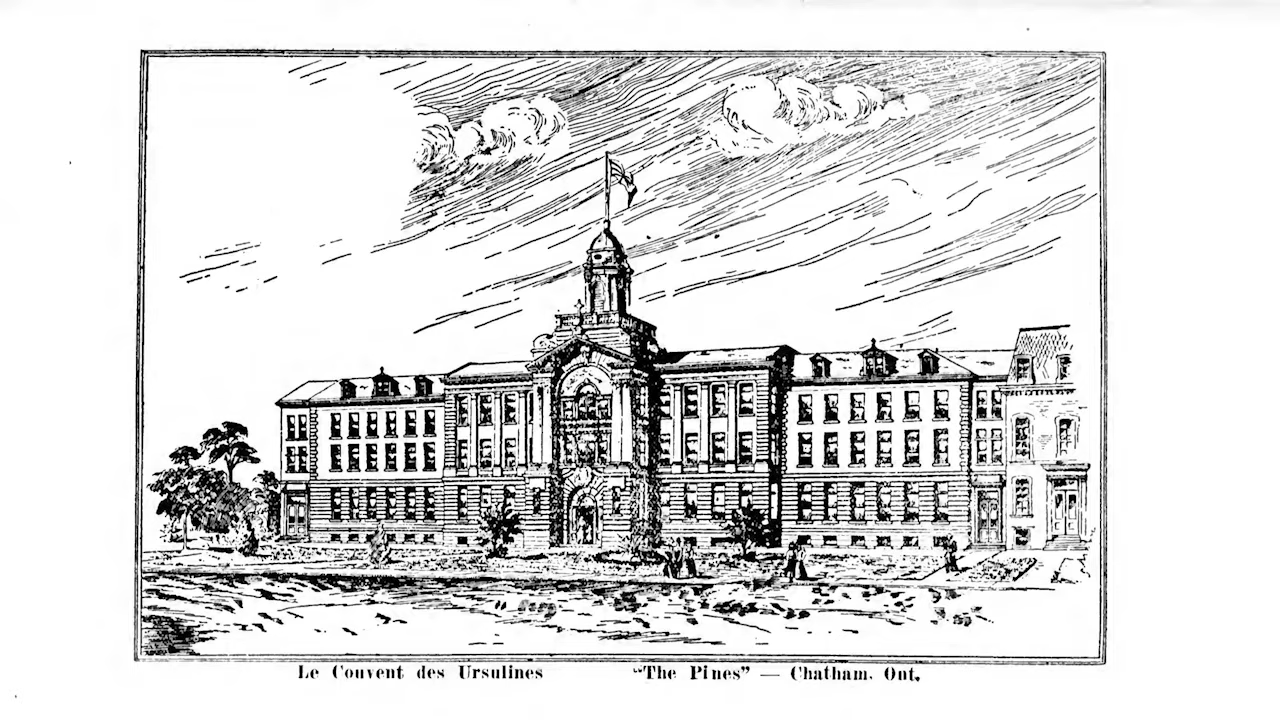 Le Couvent des Ursulines "The Pines" — Chatham, Ont.